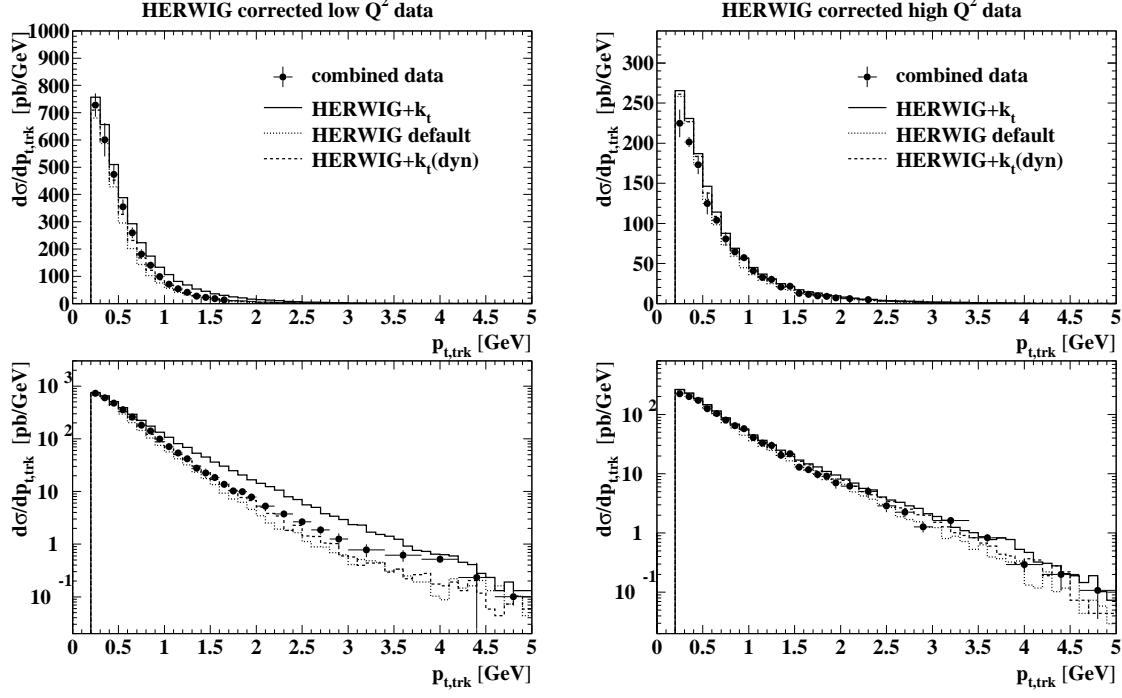 HERWIG corrected low Q² data
HERWIG corrected high Q² data
dσ/dp_t,trk [pb/GeV]
1000
900
800
700
600
500
400
300
200
100
0
combined data
HERWIG+k_t
HERWIG default
HERWIG+k_t(dyn)
0 0.5 1 1.5 2 2.5 3 3.5 4 4.5 5
p_t,trk [GeV]
dσ/dp_t,trk [pb/GeV]
300
250
200
150
100
50
0
combined data
HERWIG+k_t
HERWIG default
HERWIG+k_t(dyn)
0 0.5 1 1.5 2 2.5 3 3.5 4 4.5 5
p_t,trk [GeV]
dσ/dp_t,trk [pb/GeV]
10³
10²
10
1
10⁻¹
0 0.5 1 1.5 2 2.5 3 3.5 4 4.5 5
p_t,trk [GeV]
dσ/dp_t,trk [pb/GeV]
10²
10
1
10⁻¹
0 0.5 1 1.5 2 2.5 3 3.5 4 4.5 5
p_t,trk [GeV]